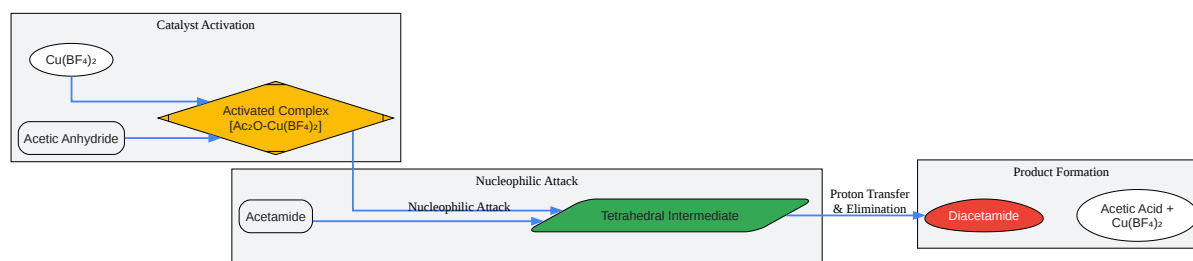 Catalyst Activation
Cu(BF₄)₂
Activated Complex
[Ac₂O-Cu(BF₄)₂]
Acetic Anhydride
Nucleophilic Attack
Acetamide
Nucleophilic Attack
Tetrahedral Intermediate
Proton Transfer
& Elimination
Product Formation
Diacetamide
Acetic Acid +
Cu(BF₄)₂